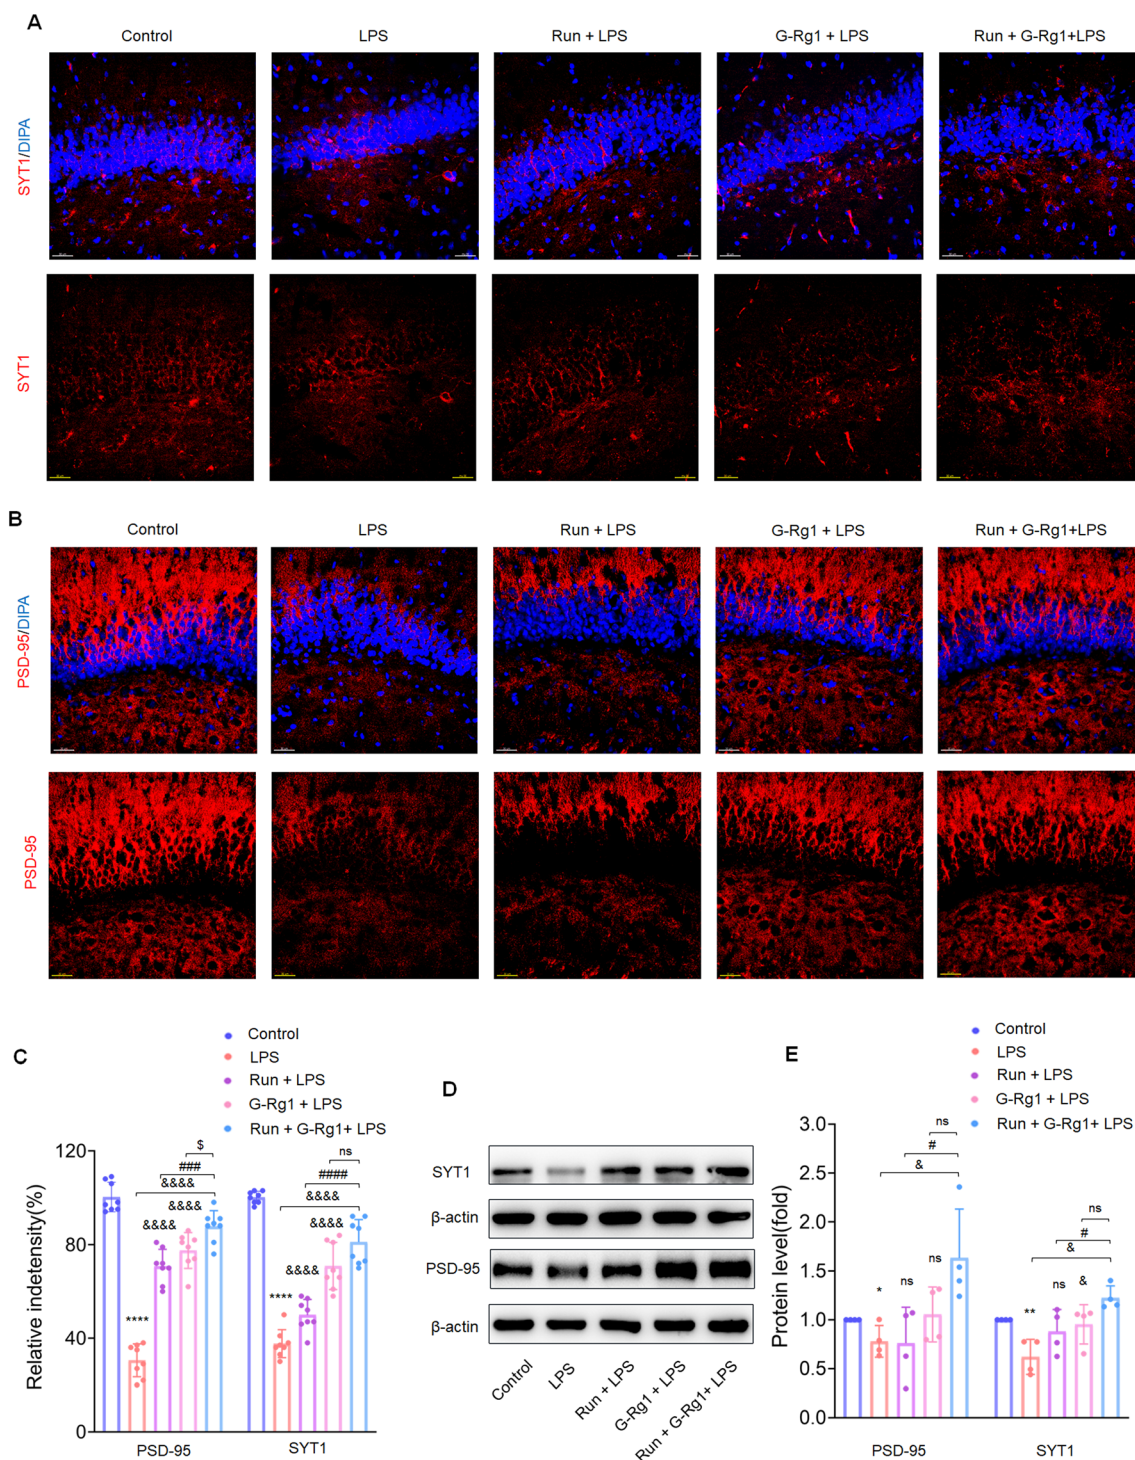 A
Control LPS Run + LPS G-Rg1 + LPS Run + G-Rg1+LPS
SYT1/DIPA
SYT1
B
Control LPS Run + LPS G-Rg1 + LPS Run + G-Rg1+LPS
PSD-95/DIPA
PSD-95
C
Control
LPS
Run + LPS
G-Rg1 + LPS
Run + G-Rg1+ LPS
Relative indetensity(%)
120
80
40
0
$
###
&&&&
&&&&
&&&&
****
ns
####
&&&&
&&&&
&&&&
****
PSD-95 SYT1
D
SYT1
β-actin
PSD-95
β-actin
Control
LPS
Run + LPS
G-Rg1 + LPS
Run + G-Rg1+ LPS
E
Control
LPS
Run + LPS
G-Rg1 + LPS
Run + G-Rg1+ LPS
Protein level(fold)
3.0
2.5
2.0
1.5
1.0
0.5
0.0
ns
#
&
ns
ns
*
ns
#
&
&
ns
**
PSD-95 SYT1